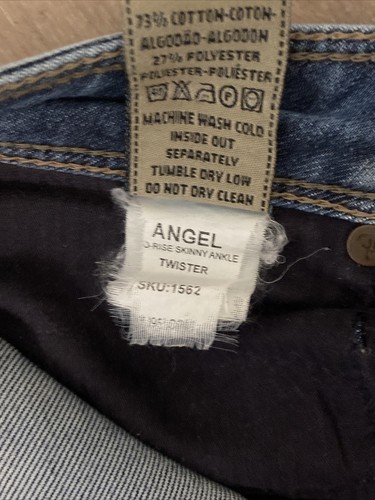 73% COTTON-COTON-
ALGODÃO-ALGODON
27% POLYESTER
POLIESTER-POLIÉSTER
MACHINE WASH COLD
INSIDE OUT
SEPARATELY
TUMBLE DRY LOW
DO NOT DRY CLEAN
ANGEL
-RISE SKINNY ANKLE
TWISTER
SKU:1562